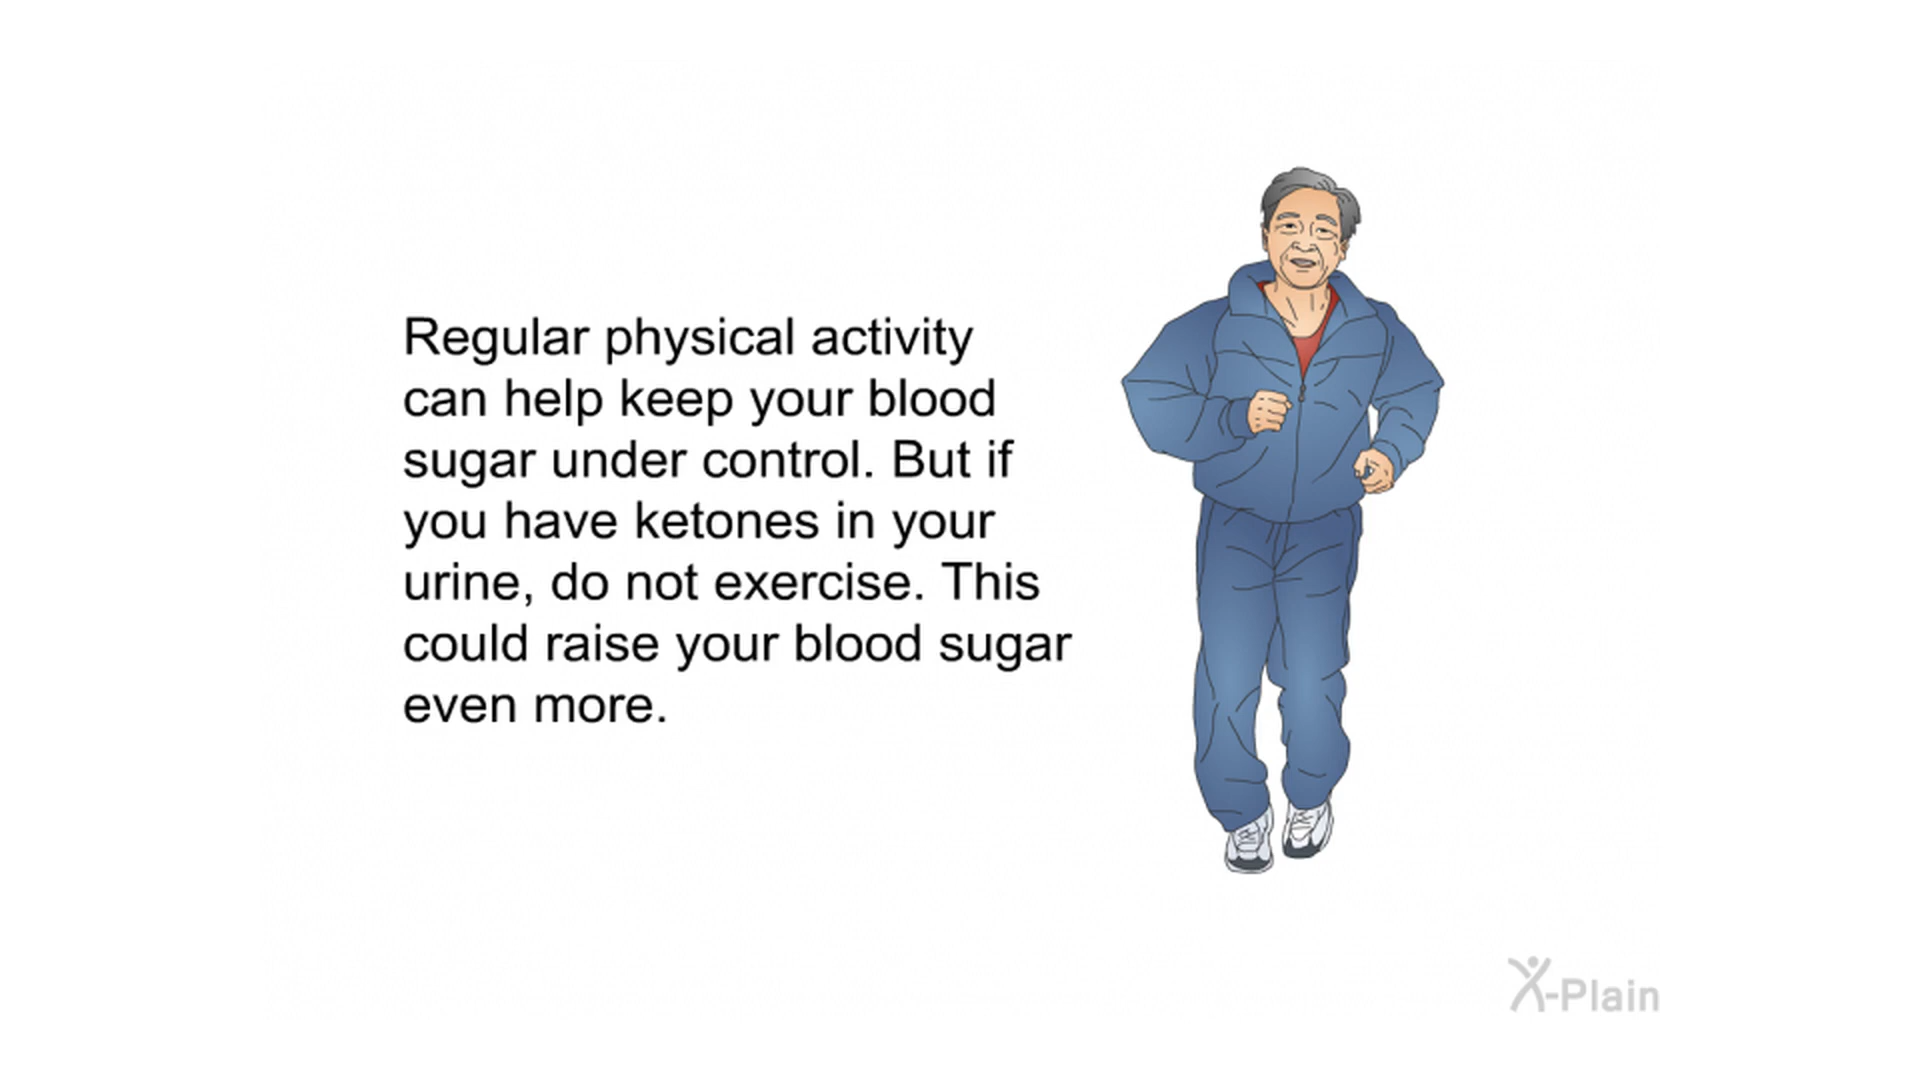 Regular physical activity
can help keep your blood
sugar under control. But if
you have ketones in your
urine, do not exercise. This
could raise your blood sugar
even more.
X-Plain